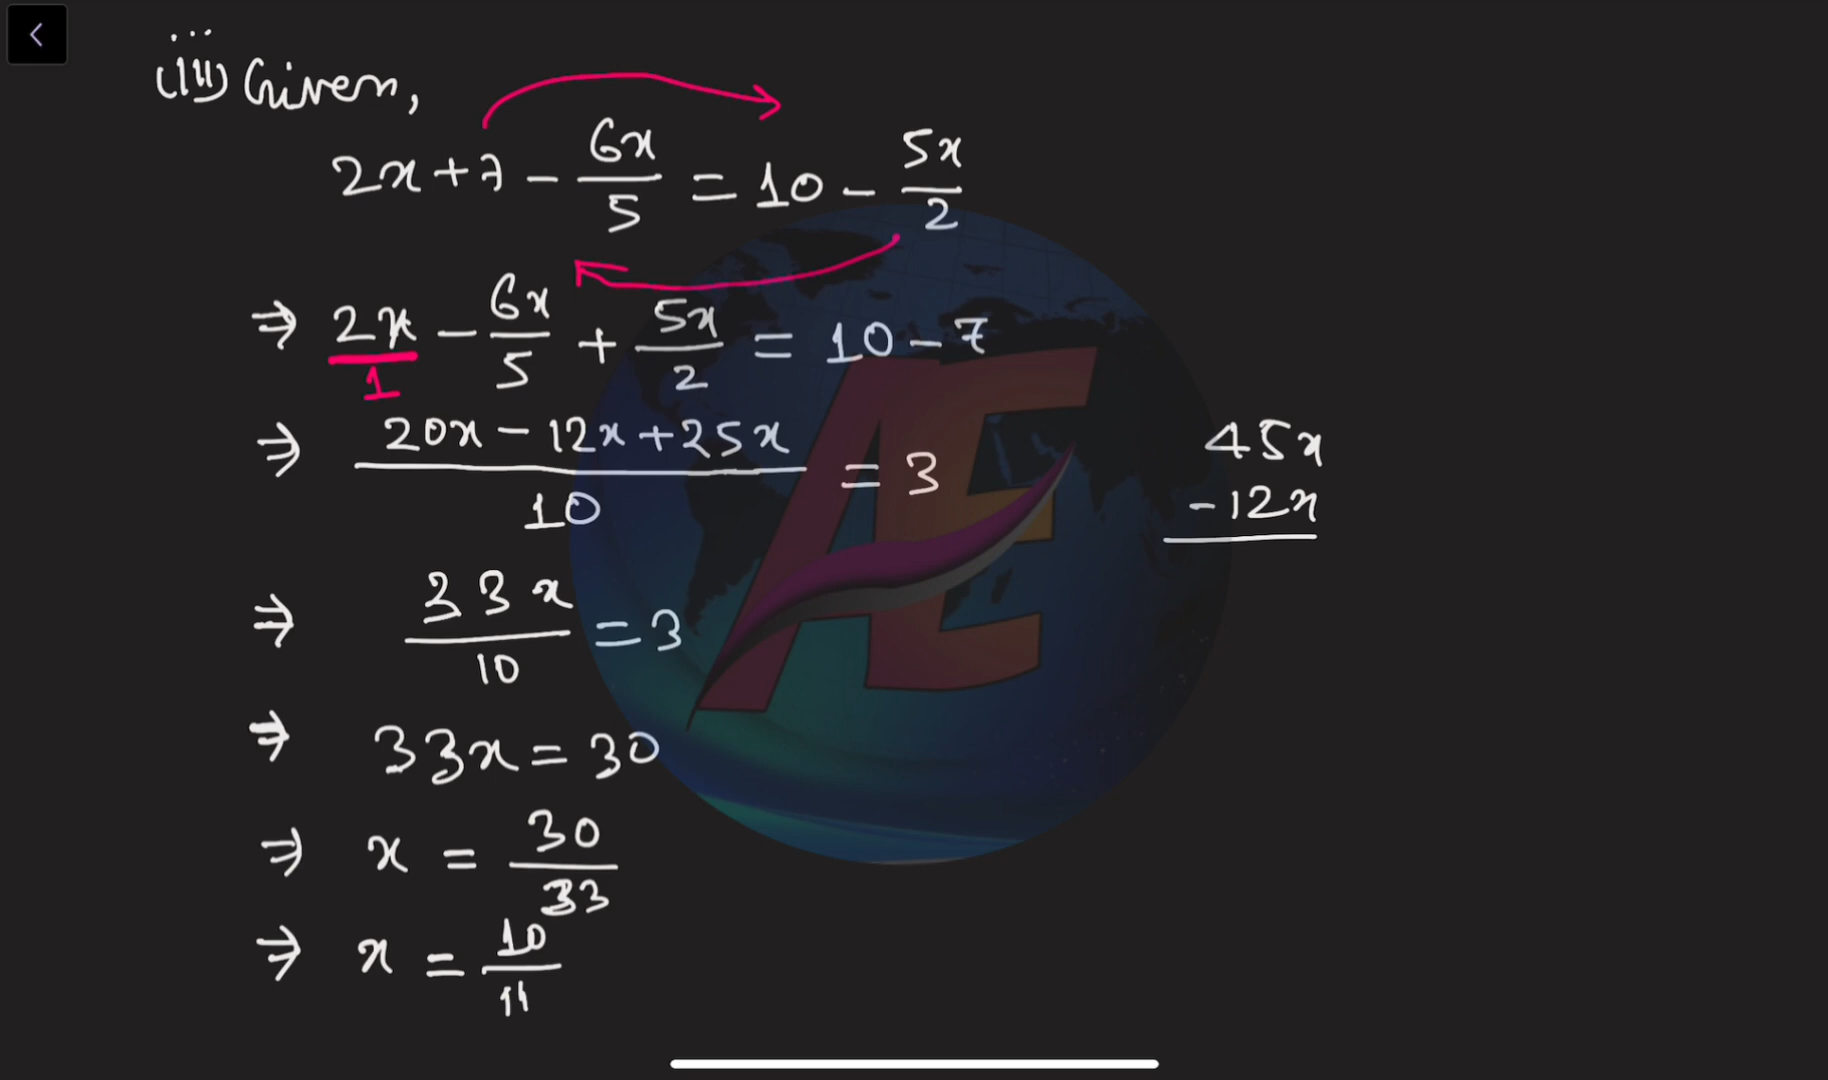 (iii) Given,
2x + 7 - 6x/5 = 10 - 5x/2
⇒ 2x/1 - 6x/5 + 5x/2 = 10 - 7
⇒ (20x - 12x + 25x)/10 = 3
45x
- 12x
⇒ 33x/10 = 3
⇒ 33x = 30
⇒ x = 30/33
⇒ x = 10/11
Æ